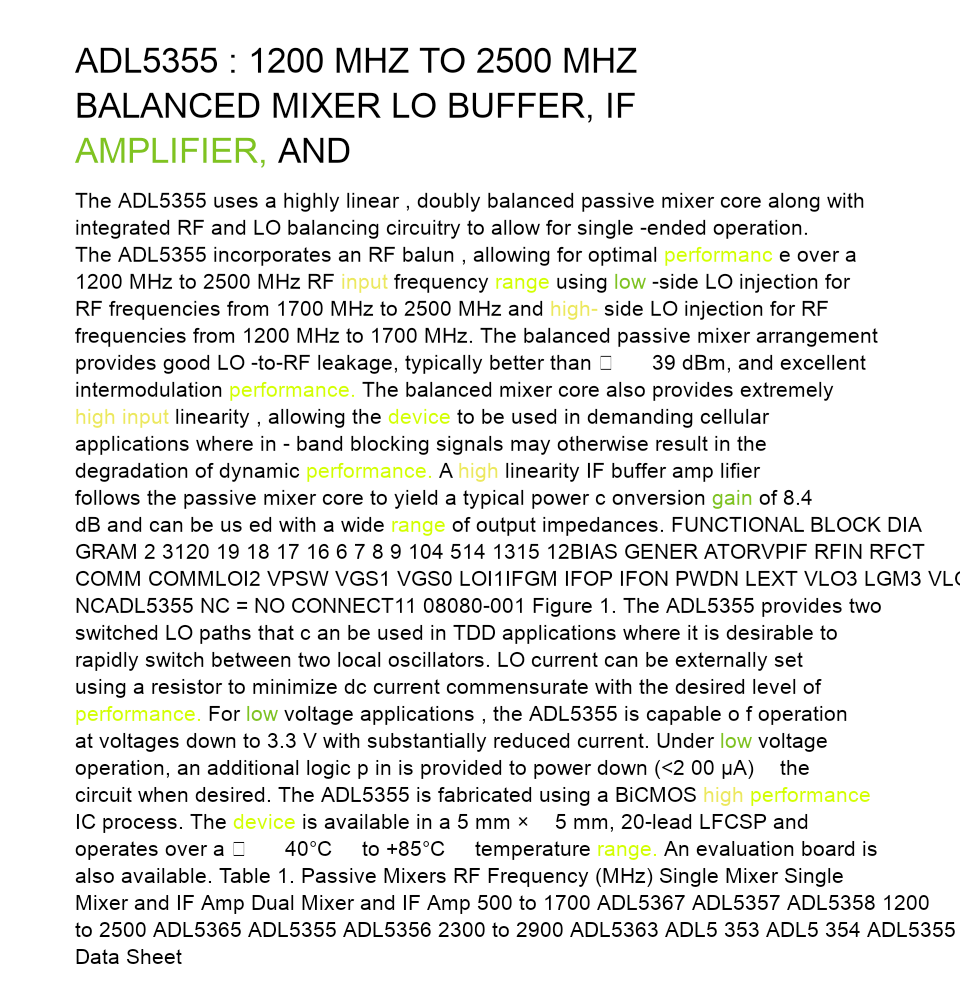 ADL5355 : 1200 MHZ TO 2500 MHZ
BALANCED MIXER LO BUFFER, IF
AMPLIFIER, AND
The ADL5355 uses a highly linear , doubly balanced passive mixer core along with
integrated RF and LO balancing circuitry to allow for single -ended operation.
The ADL5355 incorporates an RF balun , allowing for optimal performanc e over a
1200 MHz to 2500 MHz RF input frequency range using low -side LO injection for
RF frequencies from 1700 MHz to 2500 MHz and high- side LO injection for RF
frequencies from 1200 MHz to 1700 MHz. The balanced passive mixer arrangement
provides good LO -to-RF leakage, typically better than □ 39 dBm, and excellent
intermodulation performance. The balanced mixer core also provides extremely
high input linearity , allowing the device to be used in demanding cellular
applications where in - band blocking signals may otherwise result in the
degradation of dynamic performance. A high linearity IF buffer amp lifier
follows the passive mixer core to yield a typical power c onversion gain of 8.4
dB and can be us ed with a wide range of output impedances. FUNCTIONAL BLOCK DIA
GRAM 2 3120 19 18 17 16 6 7 8 9 104 514 1315 12BIAS GENER ATORVPIF RFIN RFCT
COMM COMMLOI2 VPSW VGS1 VGS0 LOI1IFGM IFOP IFON PWDN LEXT VLO3 LGM3 VLO
NCADL5355 NC = NO CONNECT11 08080-001 Figure 1. The ADL5355 provides two
switched LO paths that c an be used in TDD applications where it is desirable to
rapidly switch between two local oscillators. LO current can be externally set
using a resistor to minimize dc current commensurate with the desired level of
performance. For low voltage applications , the ADL5355 is capable o f operation
at voltages down to 3.3 V with substantially reduced current. Under low voltage
operation, an additional logic p in is provided to power down (<2 00 µA) the
circuit when desired. The ADL5355 is fabricated using a BiCMOS high performance
IC process. The device is available in a 5 mm × 5 mm, 20-lead LFCSP and
operates over a □ 40°C to +85°C temperature range. An evaluation board is
also available. Table 1. Passive Mixers RF Frequency (MHz) Single Mixer Single
Mixer and IF Amp Dual Mixer and IF Amp 500 to 1700 ADL5367 ADL5357 ADL5358 1200
to 2500 ADL5365 ADL5355 ADL5356 2300 to 2900 ADL5363 ADL5 353 ADL5 354 ADL5355
Data Sheet